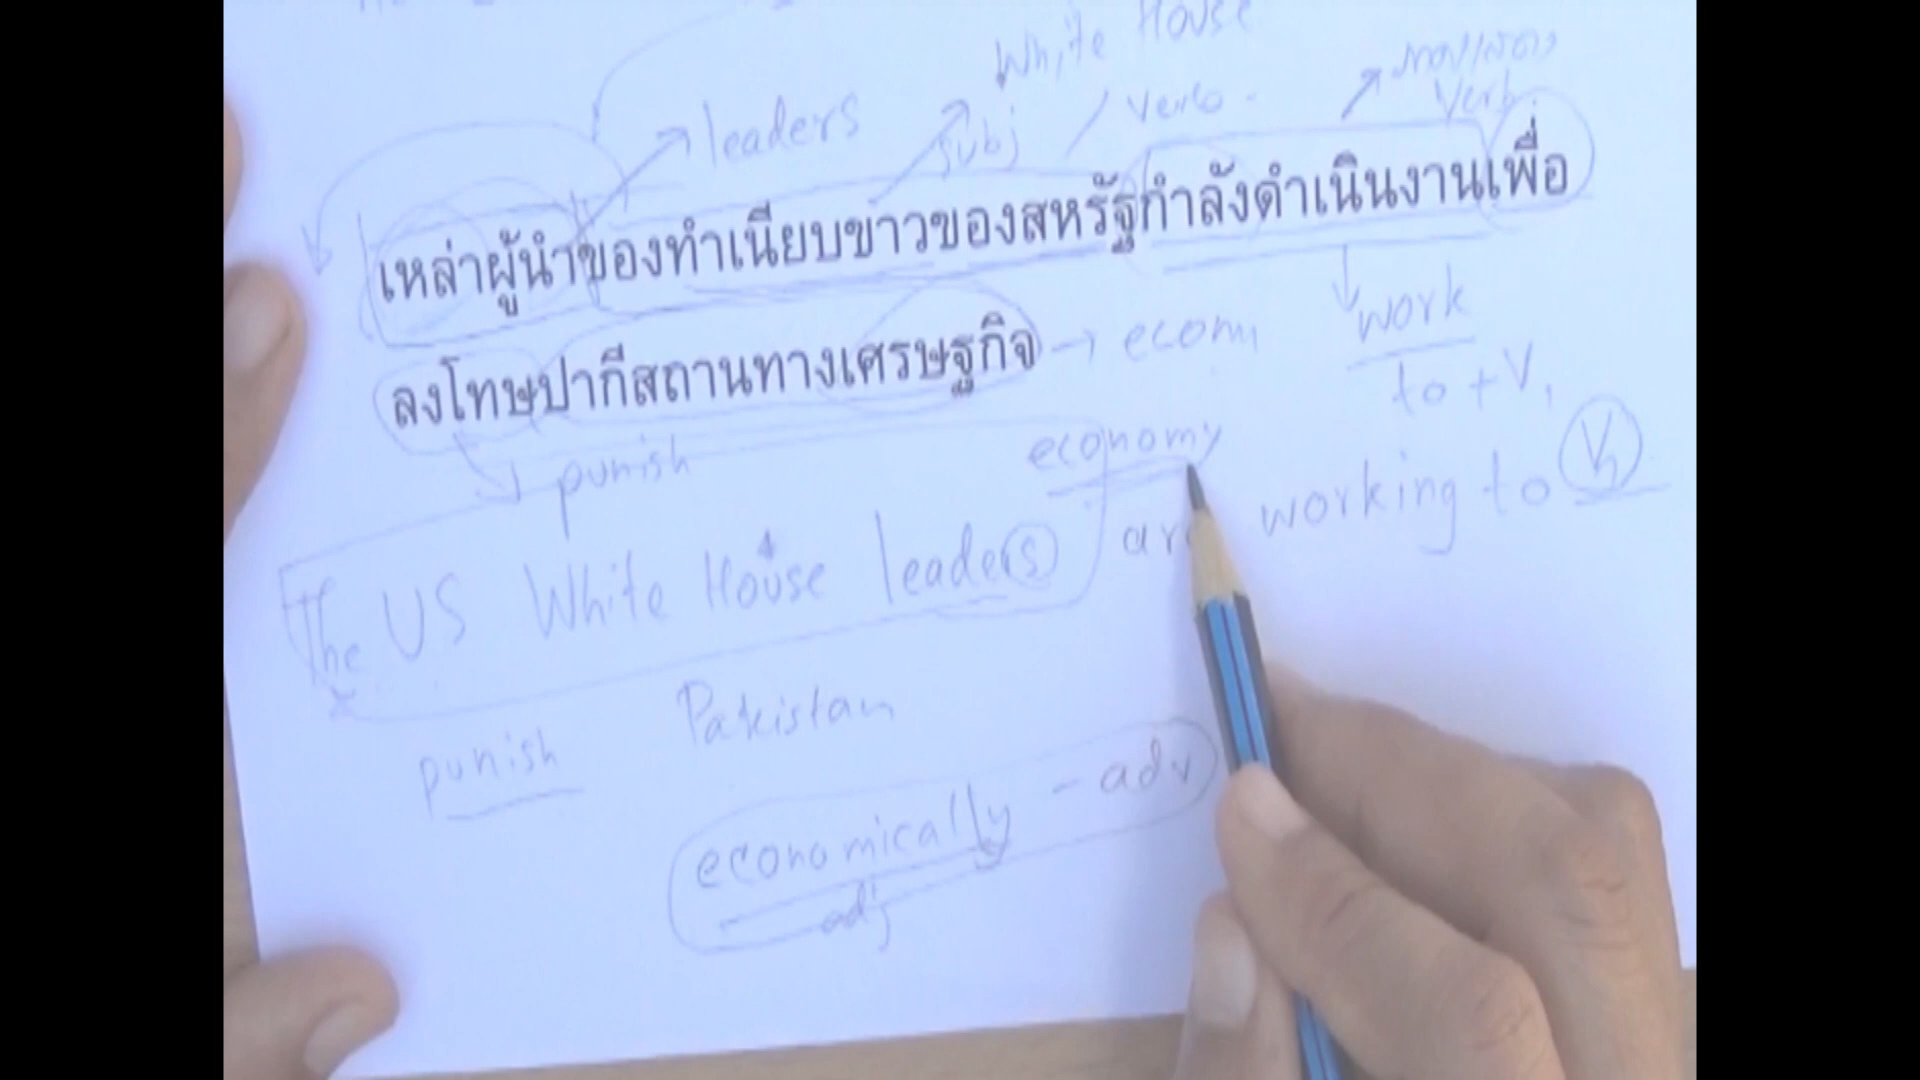 White House
leaders
subj / verb
verb
เหล่าผู้นำของทำเนียบขาวของสหรัฐกำลังดำเนินงานเพื่อ
ลงโทษปากีสถานทางเศรษฐกิจ → econ
work
to + V1
punish
economy
The US White House leaders are working to V1
punish Pakistan
economically - adv
adj